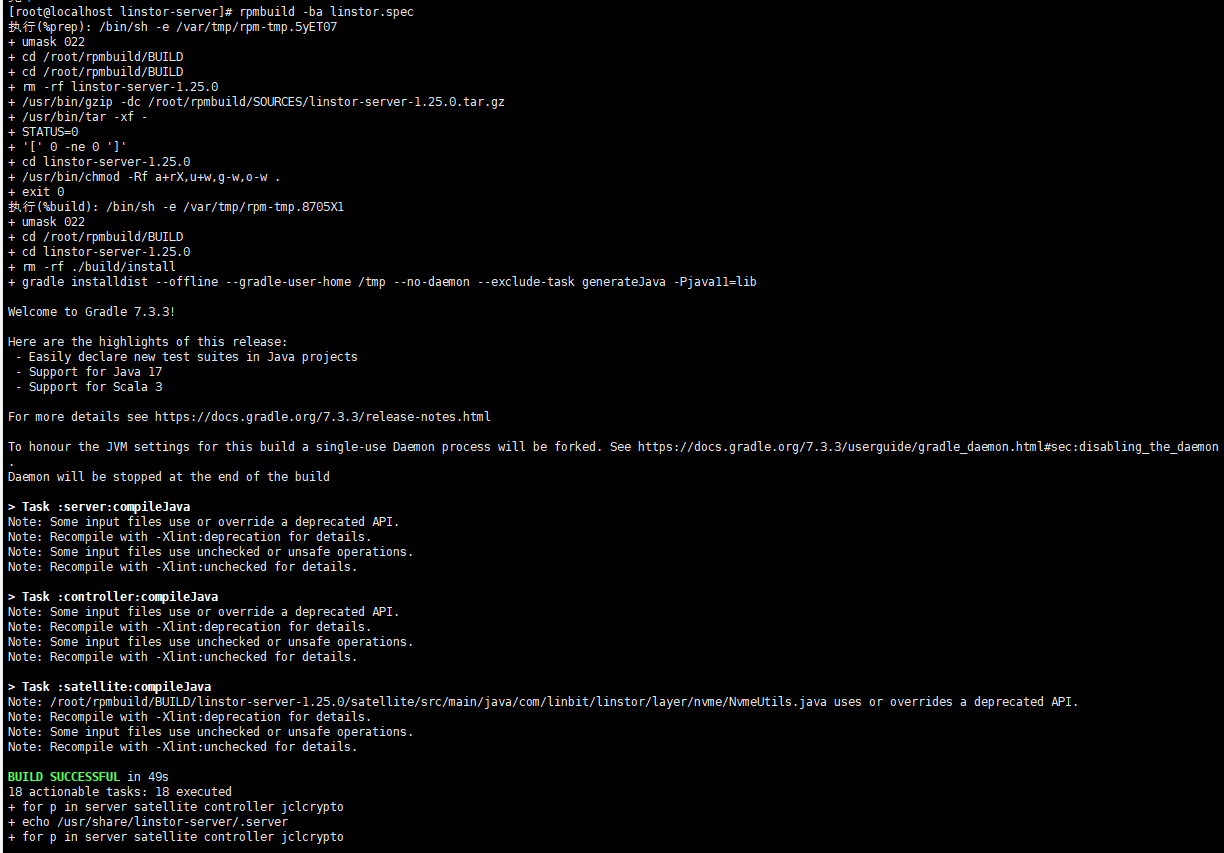 [root@localhost linstor-server]# rpmbuild -ba linstor.spec
执行(%prep): /bin/sh -e /var/tmp/rpm-tmp.5yET07
+ umask 022
+ cd /root/rpmbuild/BUILD
+ cd /root/rpmbuild/BUILD
+ rm -rf linstor-server-1.25.0
+ /usr/bin/gzip -dc /root/rpmbuild/SOURCES/linstor-server-1.25.0.tar.gz
+ /usr/bin/tar -xf -
+ STATUS=0
+ '[' 0 -ne 0 ']'
+ cd linstor-server-1.25.0
+ /usr/bin/chmod -Rf a+rX,u+w,g-w,o-w .
+ exit 0
执行(%build): /bin/sh -e /var/tmp/rpm-tmp.8705X1
+ umask 022
+ cd /root/rpmbuild/BUILD
+ cd linstor-server-1.25.0
+ rm -rf ./build/install
+ gradle installdist --offline --gradle-user-home /tmp --no-daemon --exclude-task generateJava -Pjava11=lib
Welcome to Gradle 7.3.3!
Here are the highlights of this release:
- Easily declare new test suites in Java projects
- Support for Java 17
- Support for Scala 3
For more details see https://docs.gradle.org/7.3.3/release-notes.html
To honour the JVM settings for this build a single-use Daemon process will be forked. See https://docs.gradle.org/7.3.3/userguide/gradle_daemon.html#sec:disabling_the_daemon
.
Daemon will be stopped at the end of the build
> Task :server:compileJava
Note: Some input files use or override a deprecated API.
Note: Recompile with -Xlint:deprecation for details.
Note: Some input files use unchecked or unsafe operations.
Note: Recompile with -Xlint:unchecked for details.
> Task :controller:compileJava
Note: Some input files use or override a deprecated API.
Note: Recompile with -Xlint:deprecation for details.
Note: Some input files use unchecked or unsafe operations.
Note: Recompile with -Xlint:unchecked for details.
> Task :satellite:compileJava
Note: /root/rpmbuild/BUILD/linstor-server-1.25.0/satellite/src/main/java/com/linbit/linstor/layer/nvme/NvmeUtils.java uses or overrides a deprecated API.
Note: Recompile with -Xlint:deprecation for details.
Note: Some input files use unchecked or unsafe operations.
Note: Recompile with -Xlint:unchecked for details.
BUILD SUCCESSFUL in 49s
18 actionable tasks: 18 executed
+ for p in server satellite controller jclcrypto
+ echo /usr/share/linstor-server/.server
+ for p in server satellite controller jclcrypto